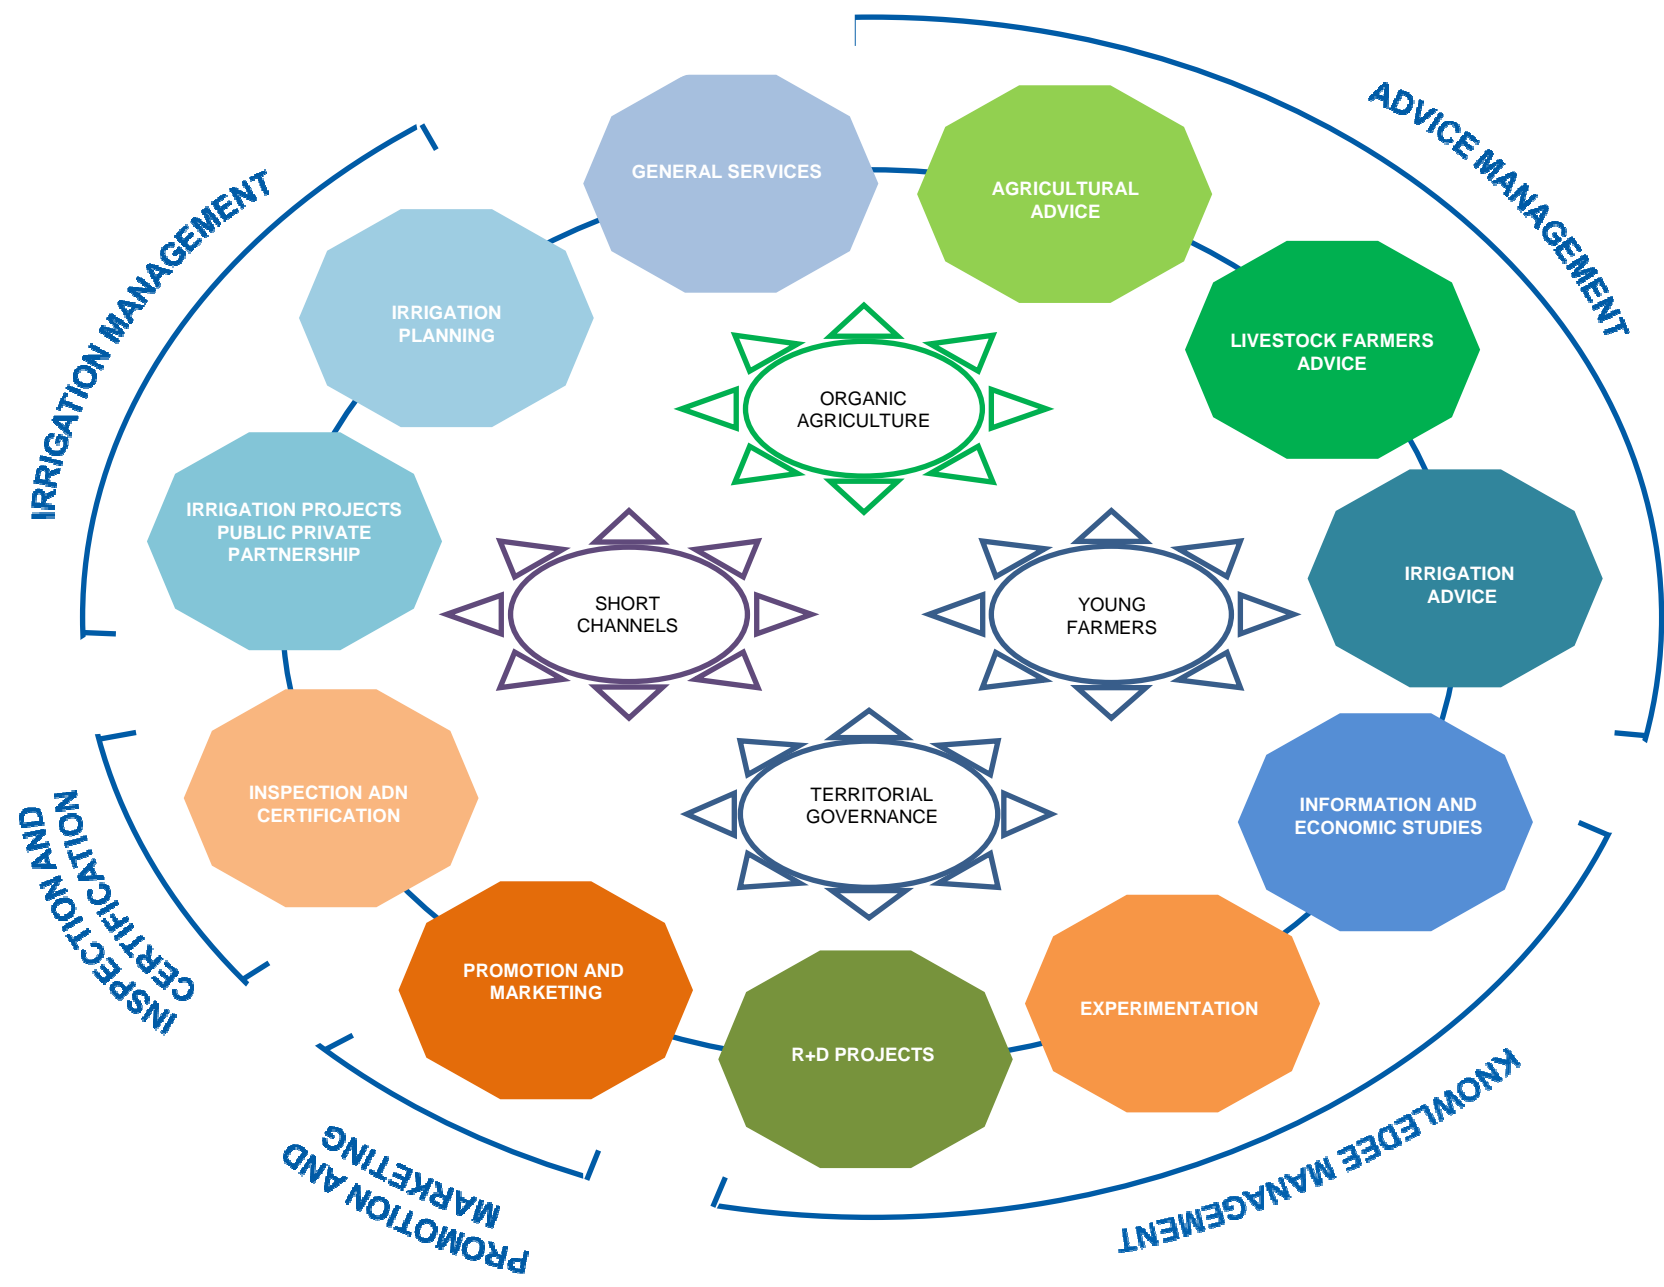 ADVICE MANAGEMENT
GENERAL SERVICES
AGRICULTURAL
ADVICE
LIVESTOCK FARMERS
ADVICE
IRRIGATION
ADVICE
INFORMATION AND
ECONOMIC STUDIES
EXPERIMENTATION
R+D PROJECTS
PROMOTION AND
MARKETING
INSPECTION ADN
CERTIFICATION
IRRIGATION PROJECTS
PUBLIC PRIVATE
PARTNERSHIP
IRRIGATION
PLANNING
IRRIGATION MANAGEMENT
ORGANIC
AGRICULTURE
SHORT
CHANNELS
YOUNG
FARMERS
TERRITORIAL
GOVERNANCE
INSPECTION AND
CERTIFICATION
PROMOTION AND
MARKETING
KNOWLEDEE MANAGEMENT